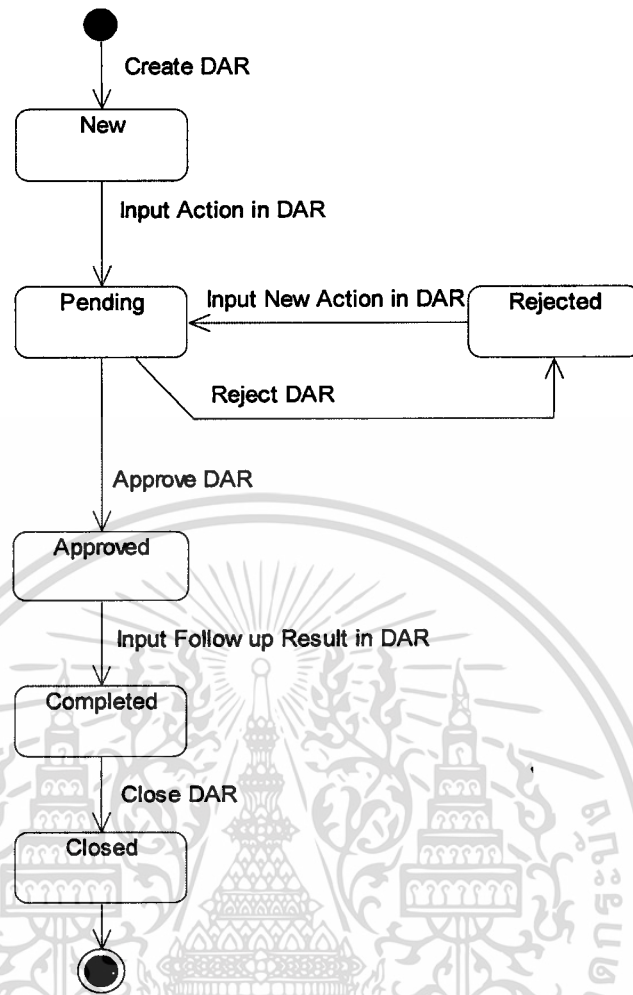 Create DAR
New
Input Action in DAR
Pending
Input New Action in DAR
Rejected
Reject DAR
Approve DAR
Approved
Input Follow up Result in DAR
Completed
Close DAR
Closed